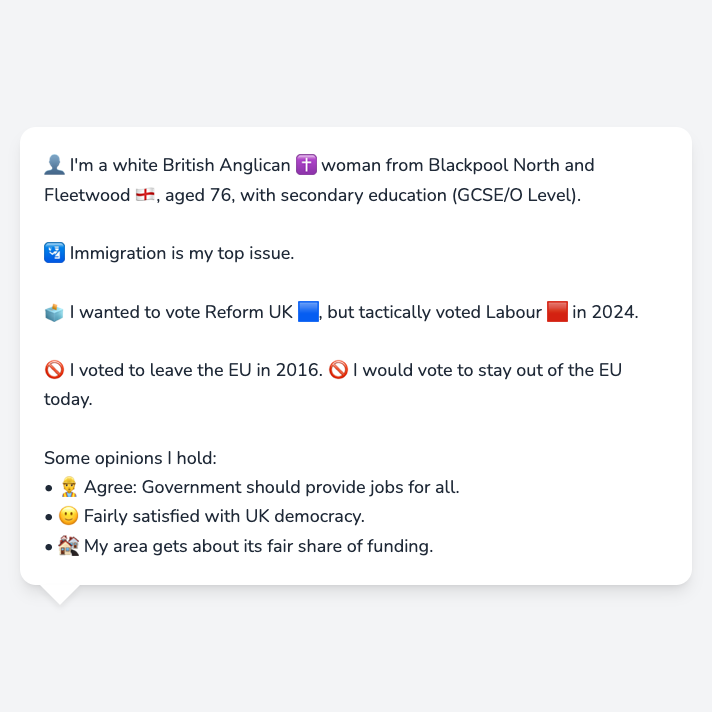 👤 I'm a white British Anglican ✝️ woman from Blackpool North and
Fleetwood 🏴󠁧󠁢󠁥󠁮󠁧󠁿, aged 76, with secondary education (GCSE/O Level).
🛂 Immigration is my top issue.
🗳️ I wanted to vote Reform UK 🟦, but tactically voted Labour 🟥 in 2024.
🚫 I voted to leave the EU in 2016. 🚫 I would vote to stay out of the EU
today.
Some opinions I hold:
• 👷 Agree: Government should provide jobs for all.
• 🙂 Fairly satisfied with UK democracy.
• 🏘️ My area gets about its fair share of funding.